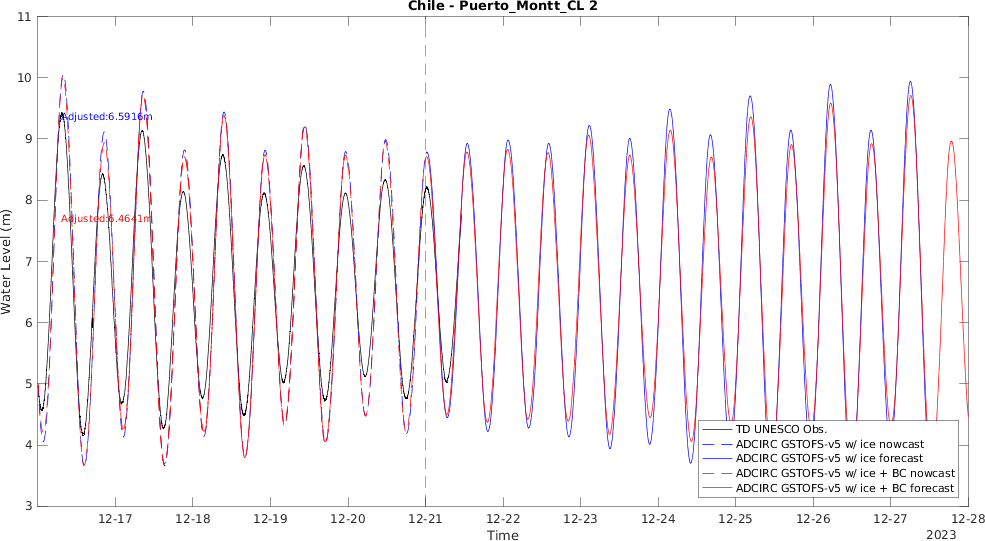 Chile - Puerto_Montt_CL 2
11
10
9
8
7
6
5
4
3
Water Level (m)
Adjusted:6.5916m
Adjusted:6.4641m
TD UNESCO Obs.
ADCIRC GSTOFS-v5 w/ ice nowcast
ADCIRC GSTOFS-v5 w/ ice forecast
ADCIRC GSTOFS-v5 w/ ice + BC nowcast
ADCIRC GSTOFS-v5 w/ ice + BC forecast
12-17 12-18 12-19 12-20 12-21 12-22 12-23 12-24 12-25 12-26 12-27 12-28
Time
2023